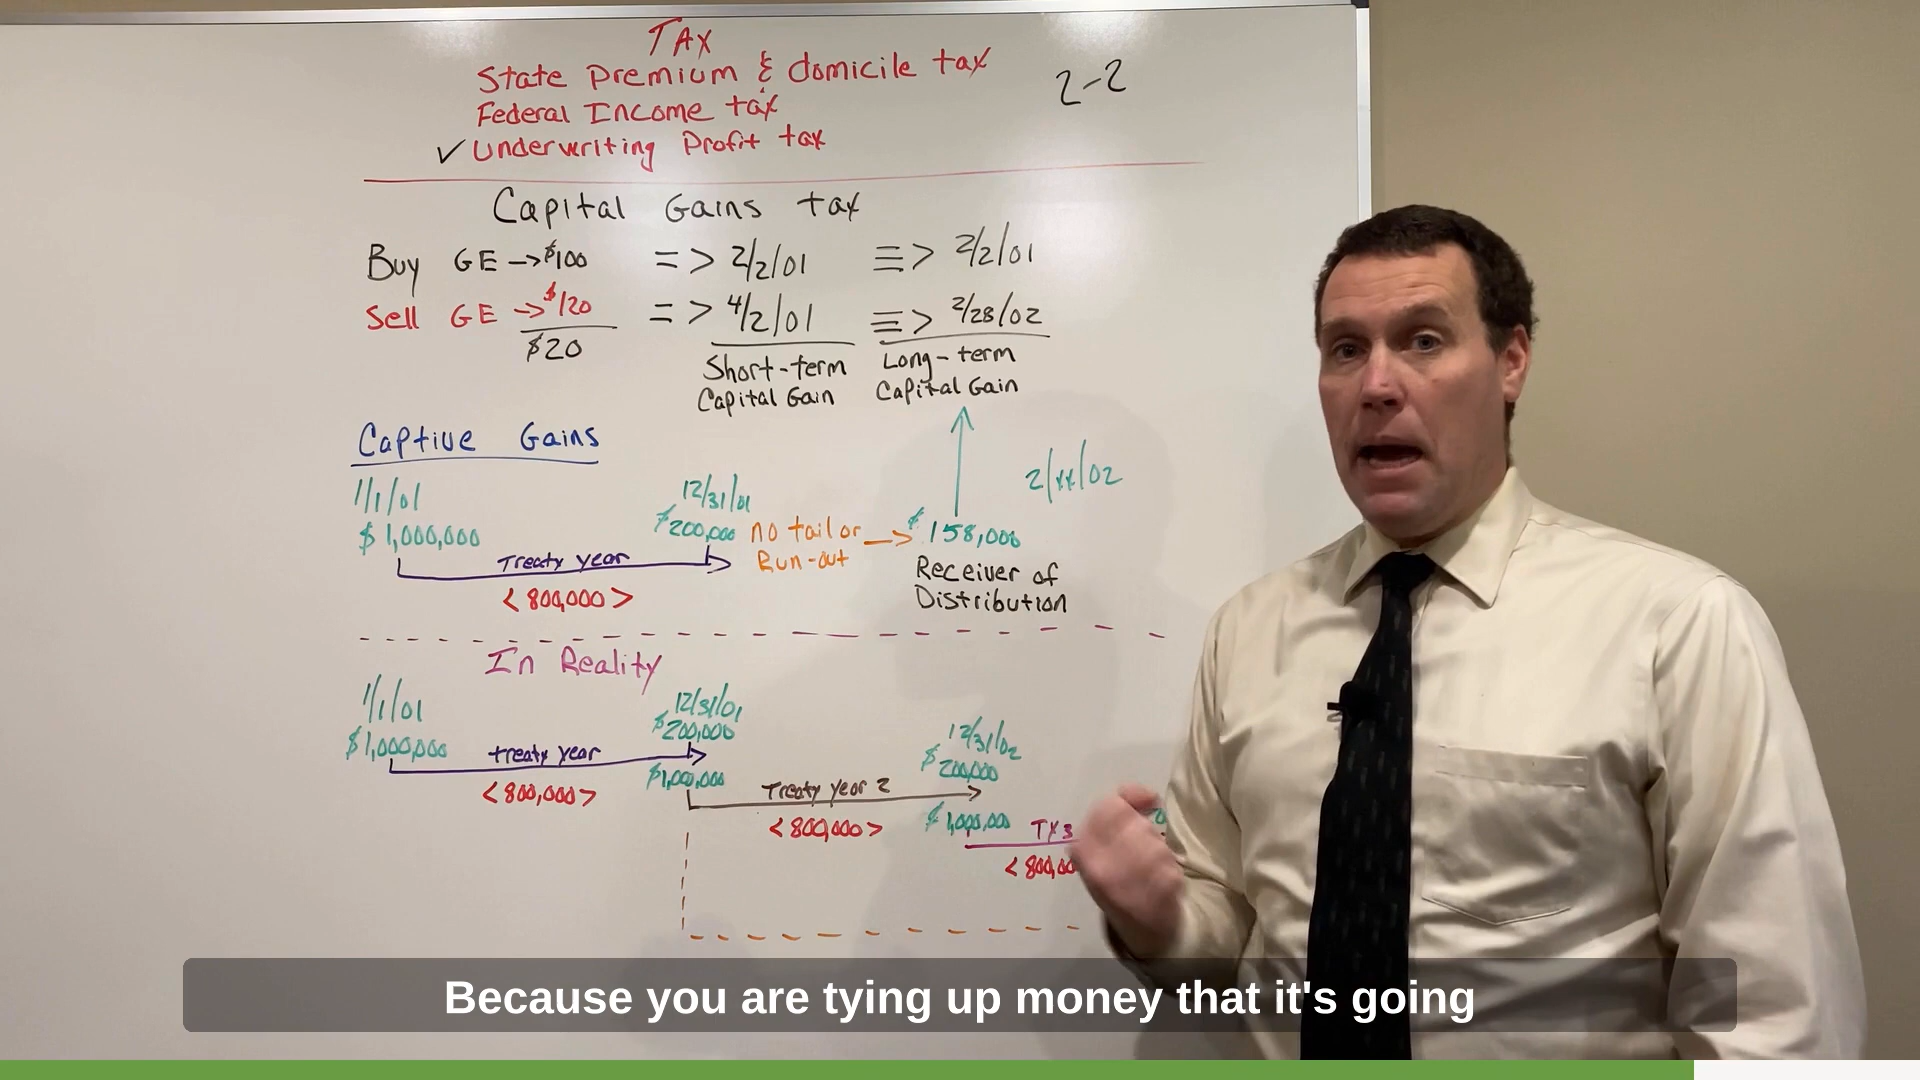 TAX
State Premium & domicile tax
2-2
Federal Income tax
✓ Underwriting Profit tax
Capital Gains tax
Buy GE -> $100 => 2/2/01 ≡> 2/2/01
Sell GE -> $120 => 4/2/01 ≡> 2/28/02
$20
Short-term Capital Gain
Long-term Capital Gain
Captive Gains
1/1/01
$1,000,000
Treaty year
<800,000>
12/31/01
$200,000
no tail or
Run-out
$158,000
2/xx/02
Receiver of
Distribution
In Reality
1/1/01
$1,000,000
treaty year
<800,000>
12/31/01
$200,000
$1,000,000
Treaty year 2
<800,000>
12/31/02
$200,000
$1,000,000
<800,00
Because you are tying up money that it's going